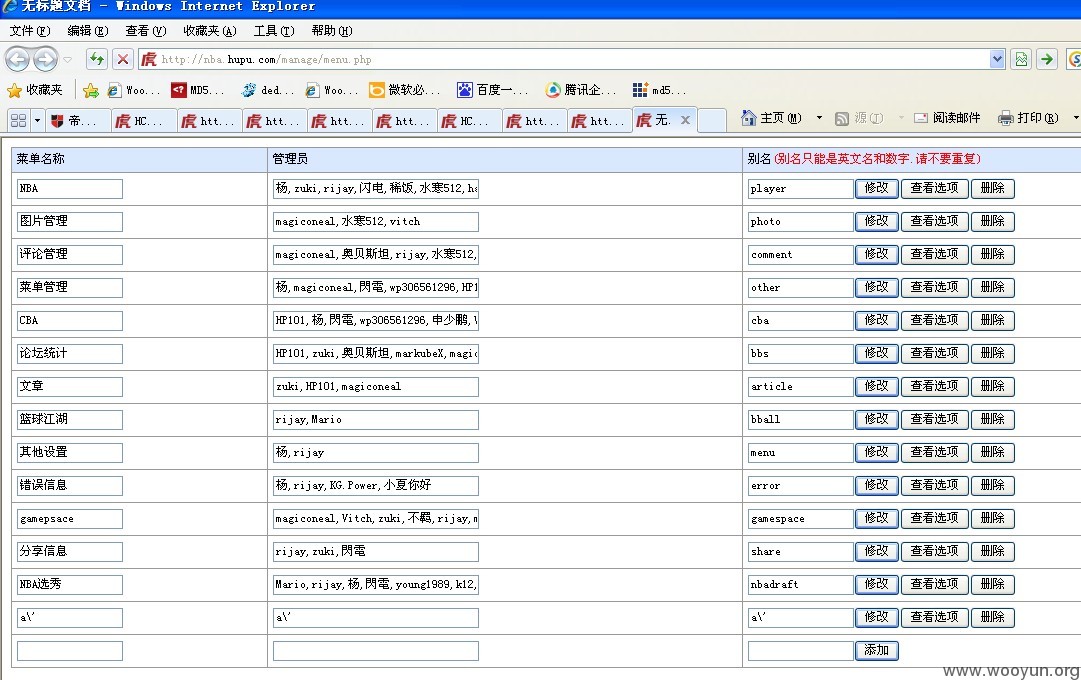 无标题文档 - Windows Internet Explorer
文件(F) 编辑(E) 查看(V) 收藏夹(A) 工具(T) 帮助(H)
http://nba.hupu.com/manage/menu.php
收藏夹 Woo... MD5... ded... Woo... 微软必... 百度一... 腾讯企... md5...
帝... HC... htt... htt... htt... htt... HC... htt... htt... 无. 主页(M) 源(J) 阅读邮件 打印(R)
菜单名称 管理员 别名(别名只能是英文名和数字.请不要重复)
NBA 杨,zuki,rijay,闪电,稀饭,水寒512,ha player 修改 查看选项 删除
图片管理 magiconeal,水寒512,vitch photo 修改 查看选项 删除
评论管理 magiconeal,奥贝斯坦,rijay,水寒512, comment 修改 查看选项 删除
菜单管理 杨,magiconeal,閃電,wp306561296,HP1 other 修改 查看选项 删除
CBA HP101,杨,閃電,wp306561296,申少鹏, cba 修改 查看选项 删除
论坛统计 HP101,zuki,奥贝斯坦,markubeX,magic bbs 修改 查看选项 删除
文章 zuki,HP101,magiconeal article 修改 查看选项 删除
篮球江湖 rijay,Mario bball 修改 查看选项 删除
其他设置 杨,rijay menu 修改 查看选项 删除
错误信息 杨,rijay,KG.Power,小夏你好 error 修改 查看选项 删除
gamepsace magiconeal,Vitch,zuki,不羁,rijay, gamespace 修改 查看选项 删除
分享信息 rijay,zuki,閃電 share 修改 查看选项 删除
NBA选秀 Mario,rijay,杨,閃電,young1989,k12, nbadraft 修改 查看选项 删除
a\' a\' a\' 修改 查看选项 删除
添加
www.wooyun.org